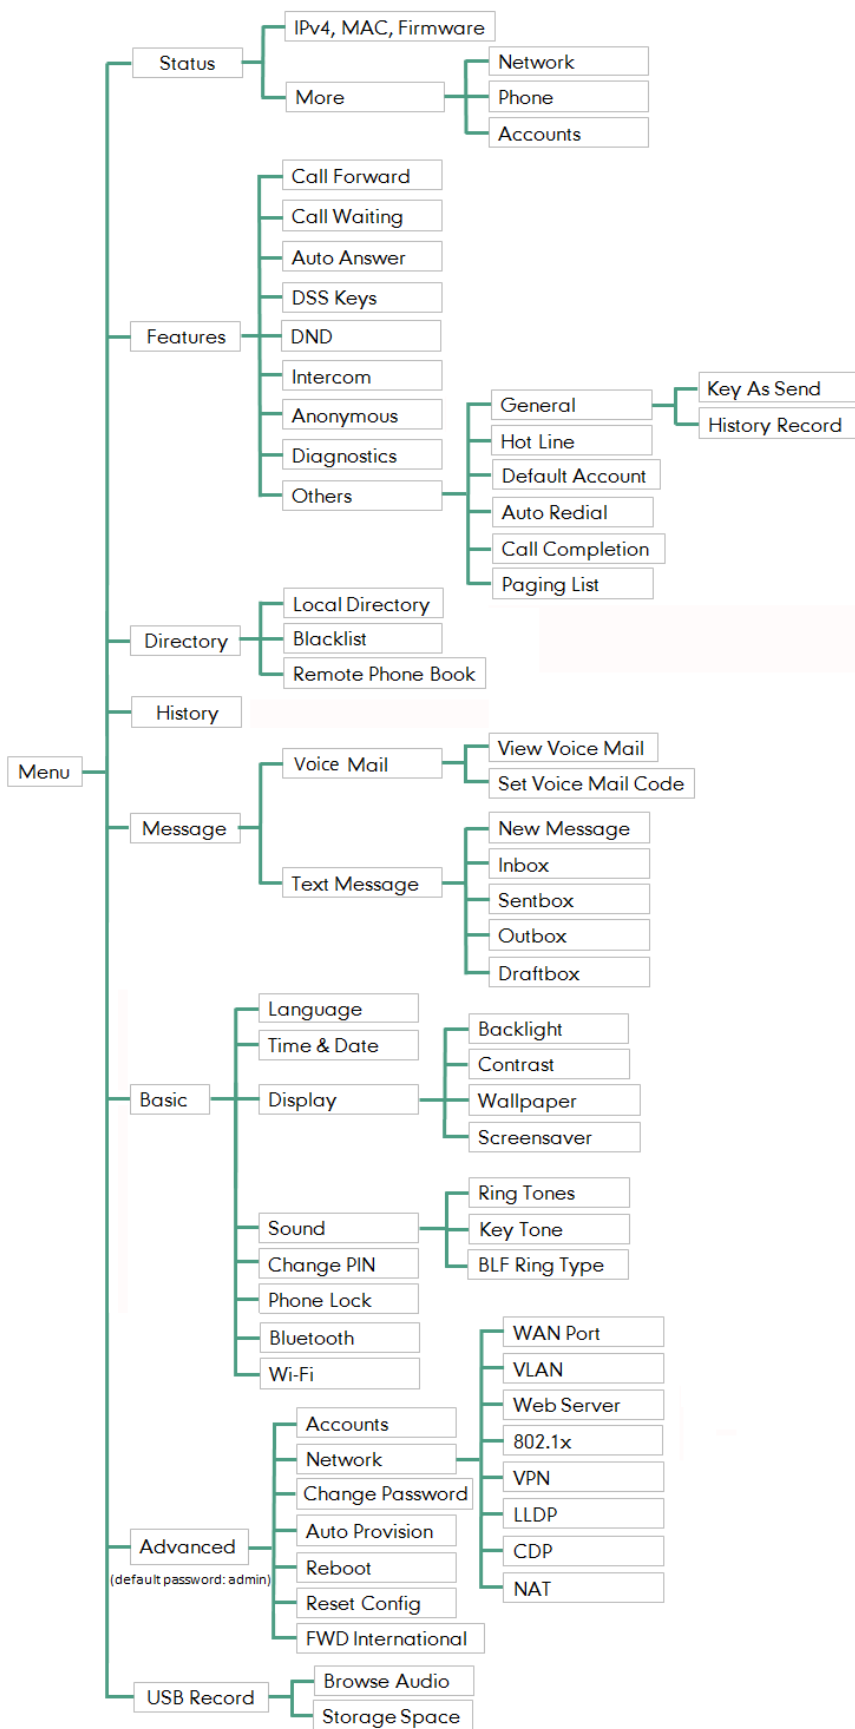 IPv4, MAC, Firmware
Status
Network
More
Phone
Accounts
Call Forward
Call Waiting
Auto Answer
DSS Keys
Features
DND
Intercom
Key As Send
General
Anonymous
History Record
Hot Line
Diagnostics
Default Account
Others
Auto Redial
Call Completion
Paging List
Local Directory
Directory
Blacklist
Remote Phone Book
History
View Voice Mail
Menu
Voice Mail
Set Voice Mail Code
Message
New Message
Inbox
Text Message
Sentbox
Outbox
Draftbox
Language
Backlight
Time & Date
Contrast
Basic
Display
Wallpaper
Screensaver
Ring Tones
Sound
Key Tone
Change PIN
BLF Ring Type
Phone Lock
WAN Port
Bluetooth
VLAN
Wi-Fi
Web Server
Accounts
802.1x
Network
VPN
Change Password
LLDP
Auto Provision
Advanced
CDP
(default password: admin)
Reboot
NAT
Reset Config
FWD International
Browse Audio
USB Record
Storage Space